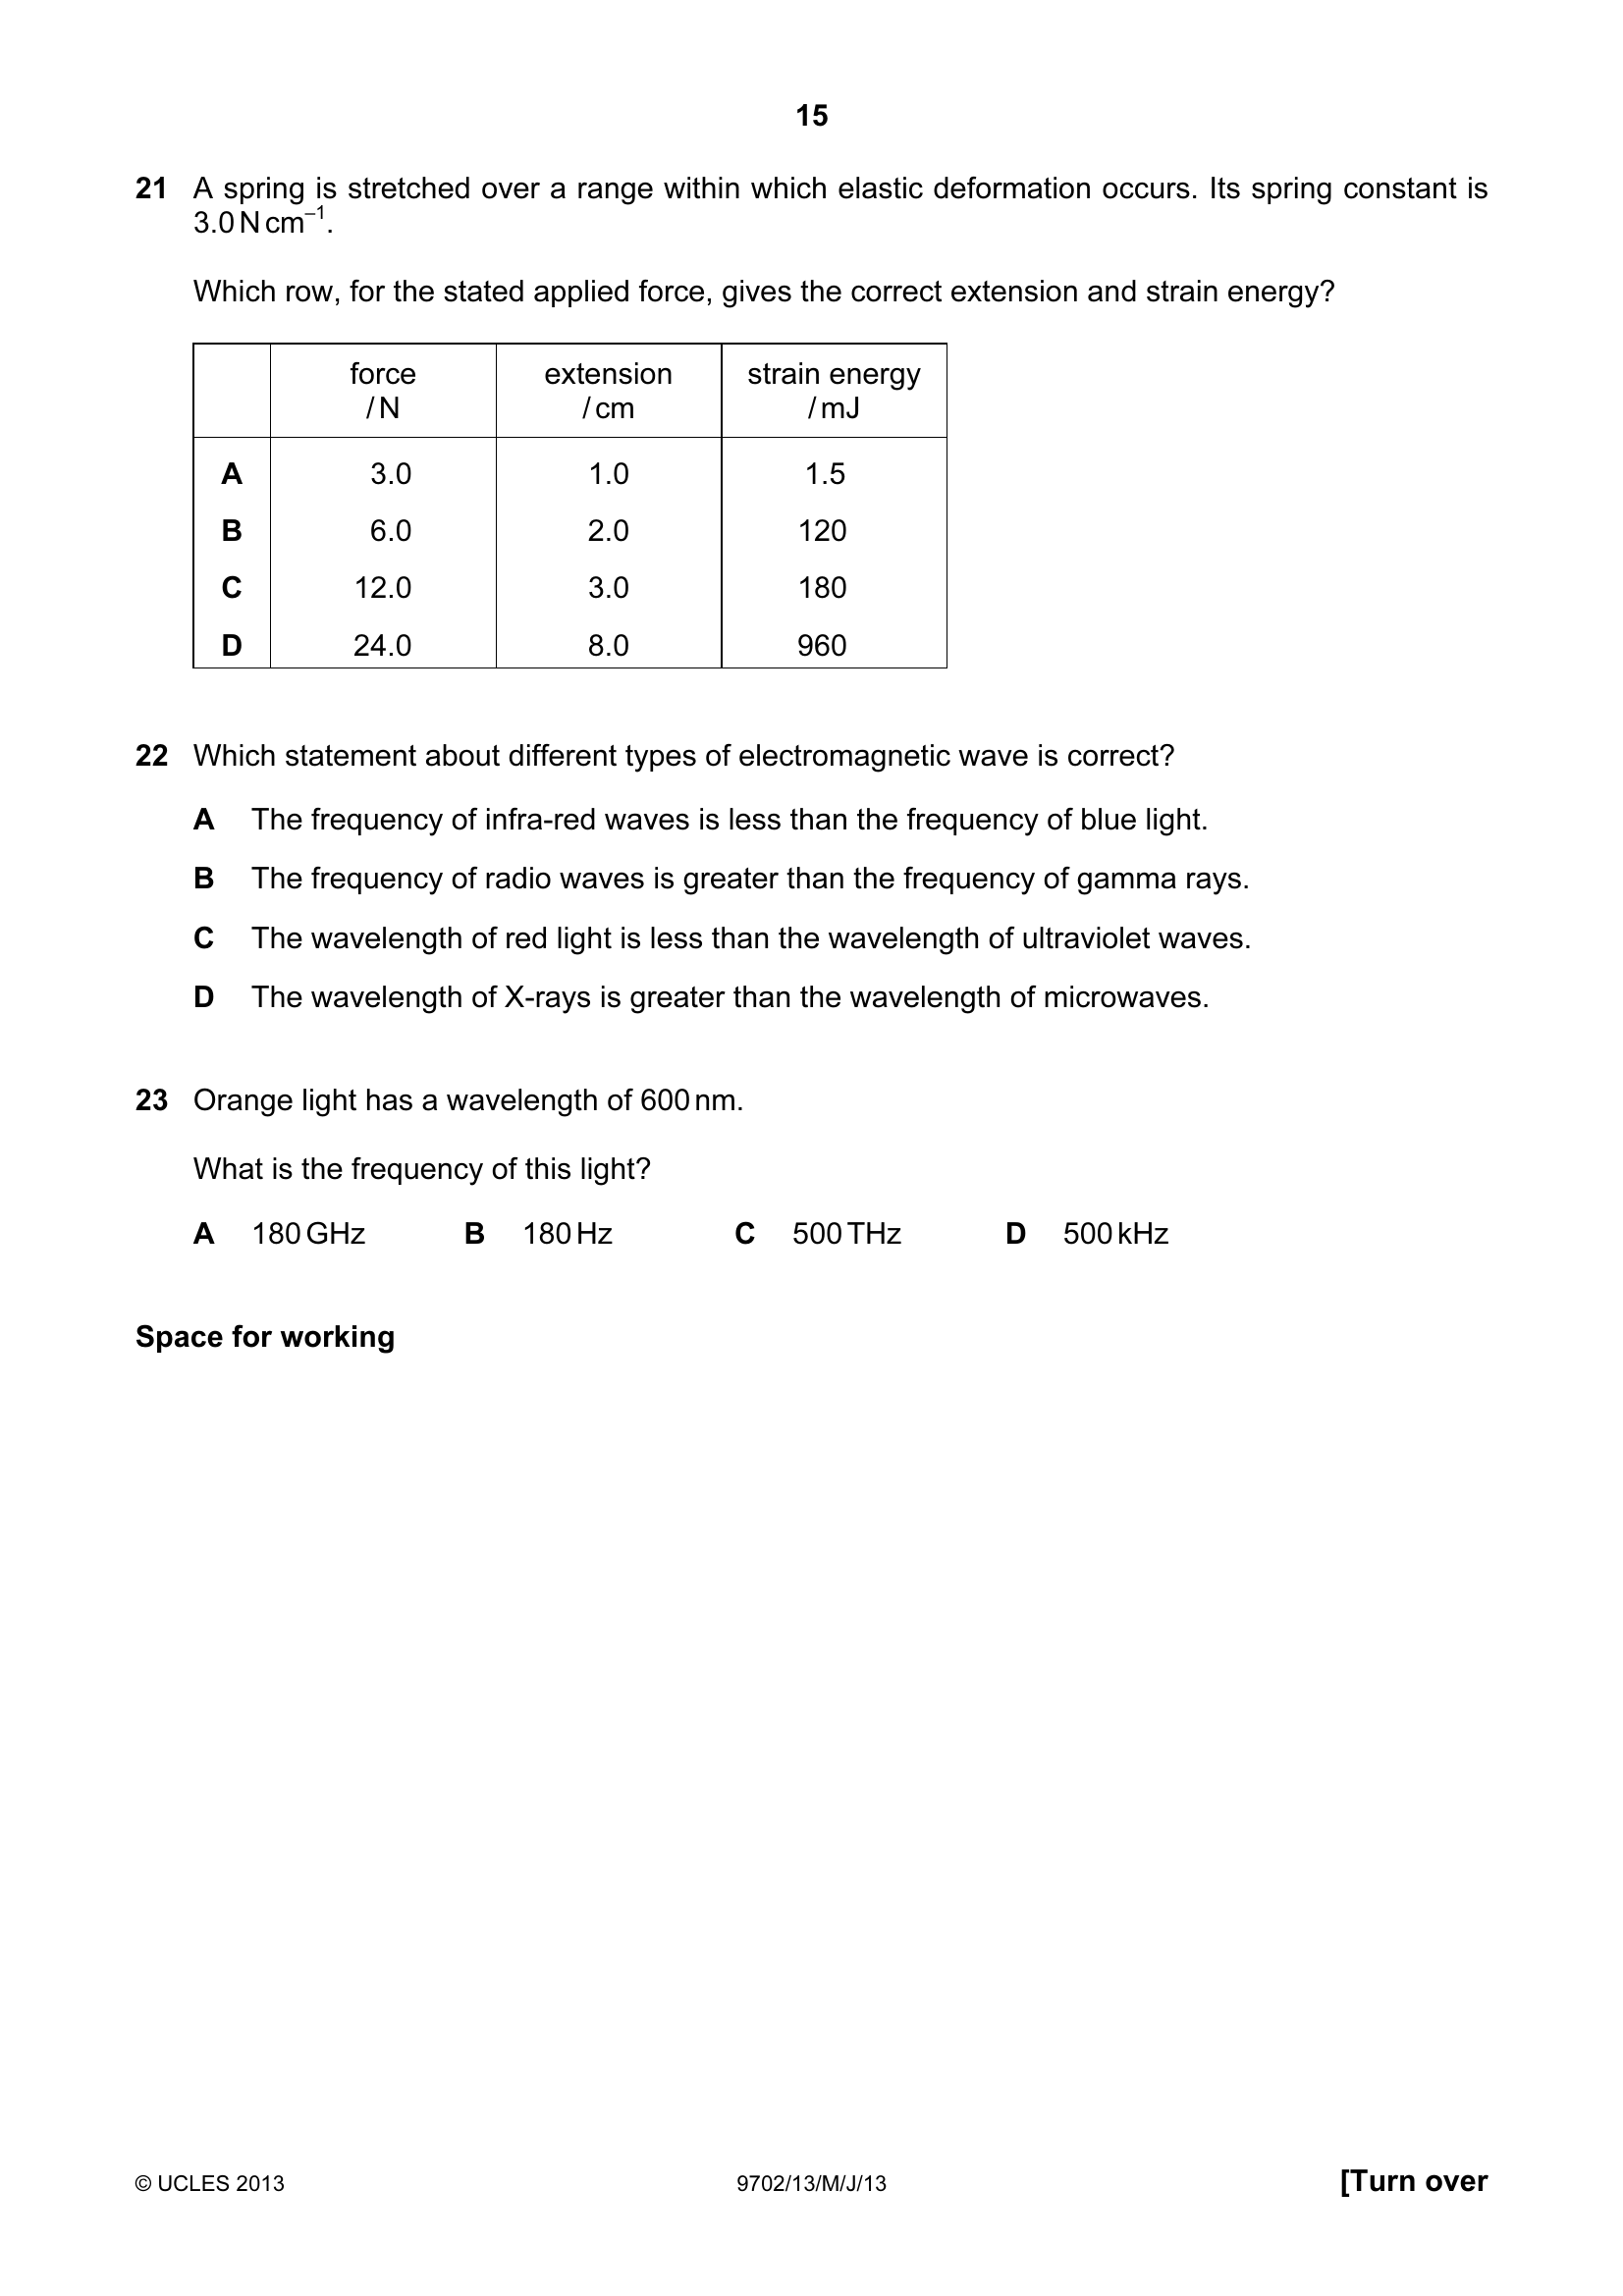 15
21 A spring is stretched over a range within which elastic deformation occurs. Its spring constant is
3.0 N cm⁻¹.
Which row, for the stated applied force, gives the correct extension and strain energy?
force / N extension / cm strain energy / mJ
A 3.0 1.0 1.5
B 6.0 2.0 120
C 12.0 3.0 180
D 24.0 8.0 960
22 Which statement about different types of electromagnetic wave is correct?
A The frequency of infra-red waves is less than the frequency of blue light.
B The frequency of radio waves is greater than the frequency of gamma rays.
C The wavelength of red light is less than the wavelength of ultraviolet waves.
D The wavelength of X-rays is greater than the wavelength of microwaves.
23 Orange light has a wavelength of 600 nm.
What is the frequency of this light?
A 180 GHz B 180 Hz C 500 THz D 500 kHz
Space for working
© UCLES 2013 9702/13/M/J/13 [Turn over